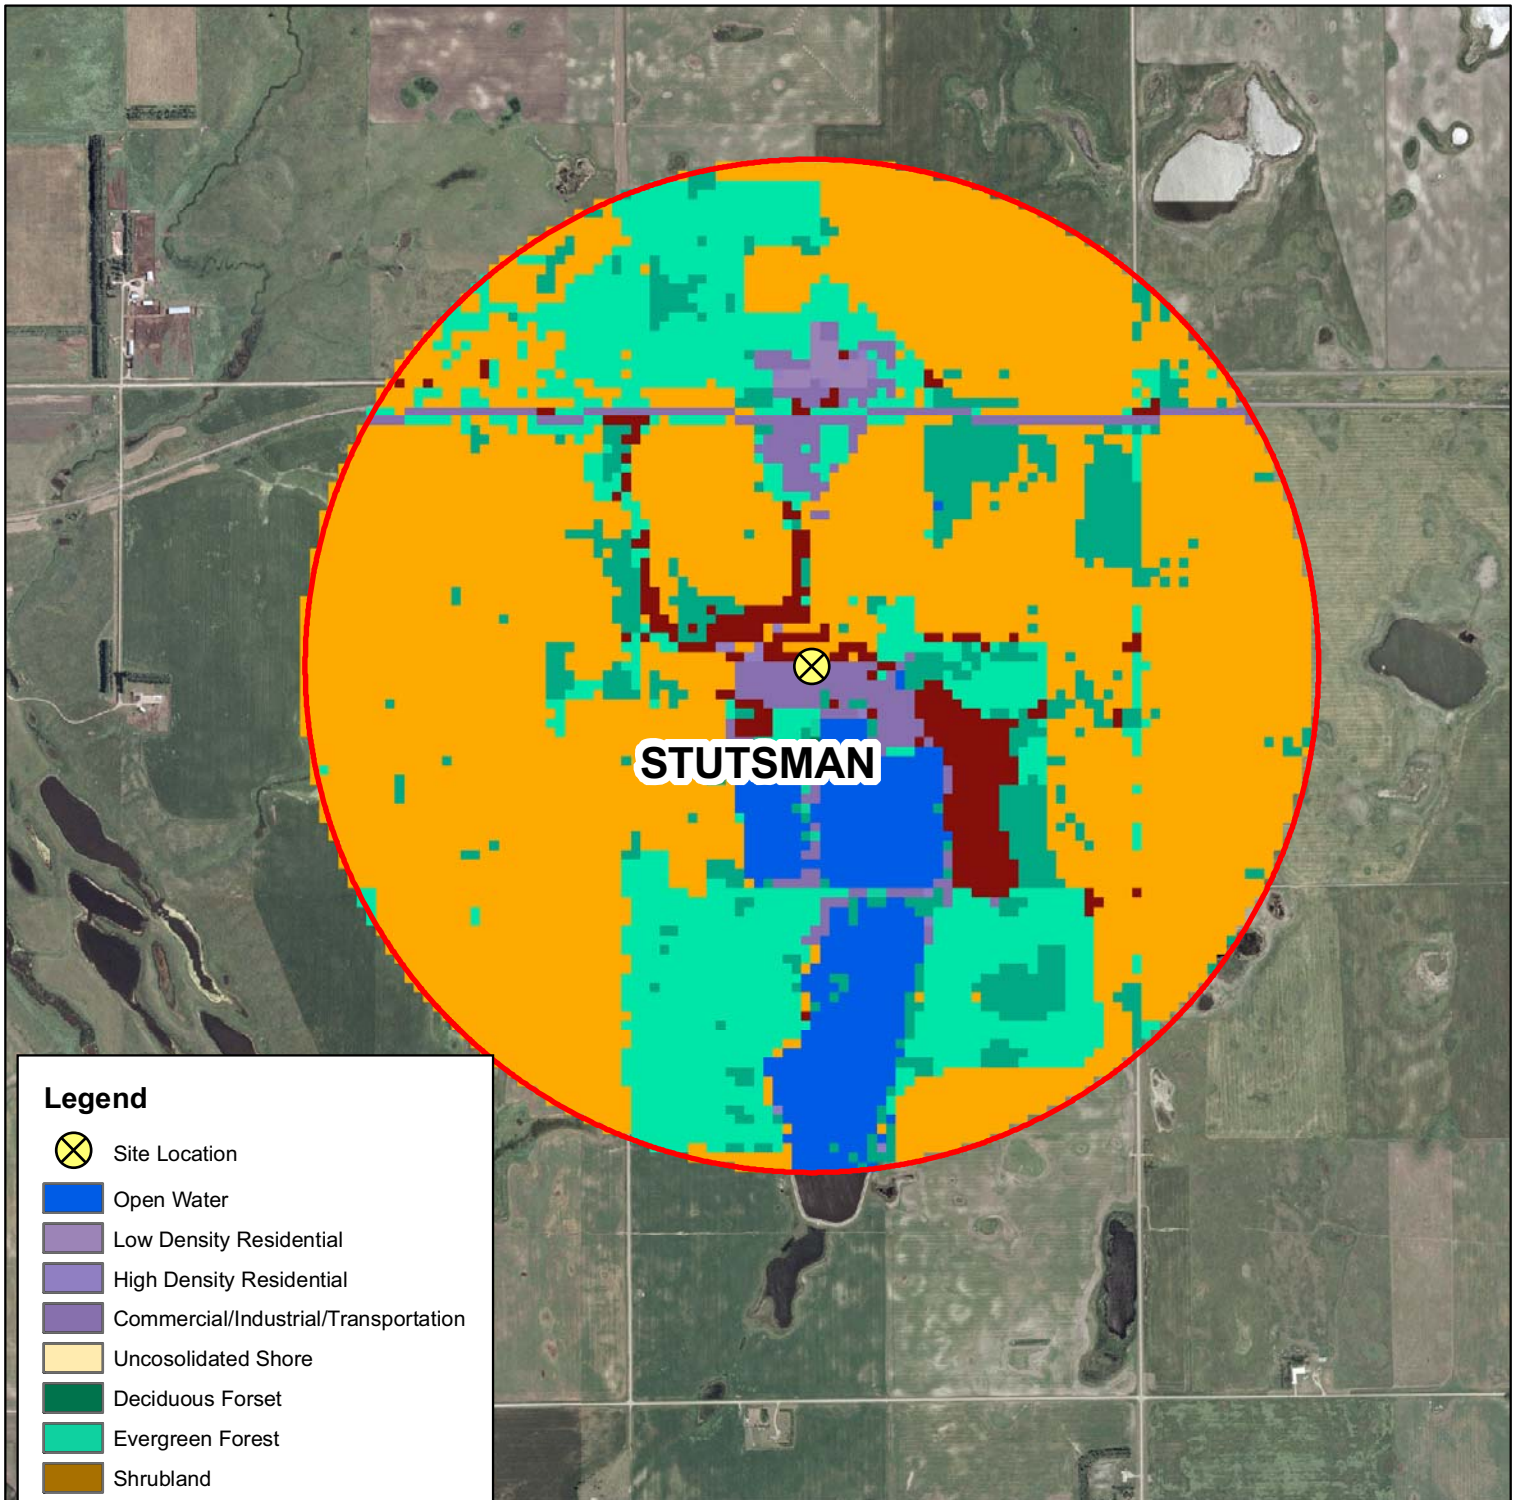 STUTSMAN
Legend
Site Location
Open Water
Low Density Residential
High Density Residential
Commercial/Industrial/Transportation
Uncosolidated Shore
Deciduous Forset
Evergreen Forest
Shrubland